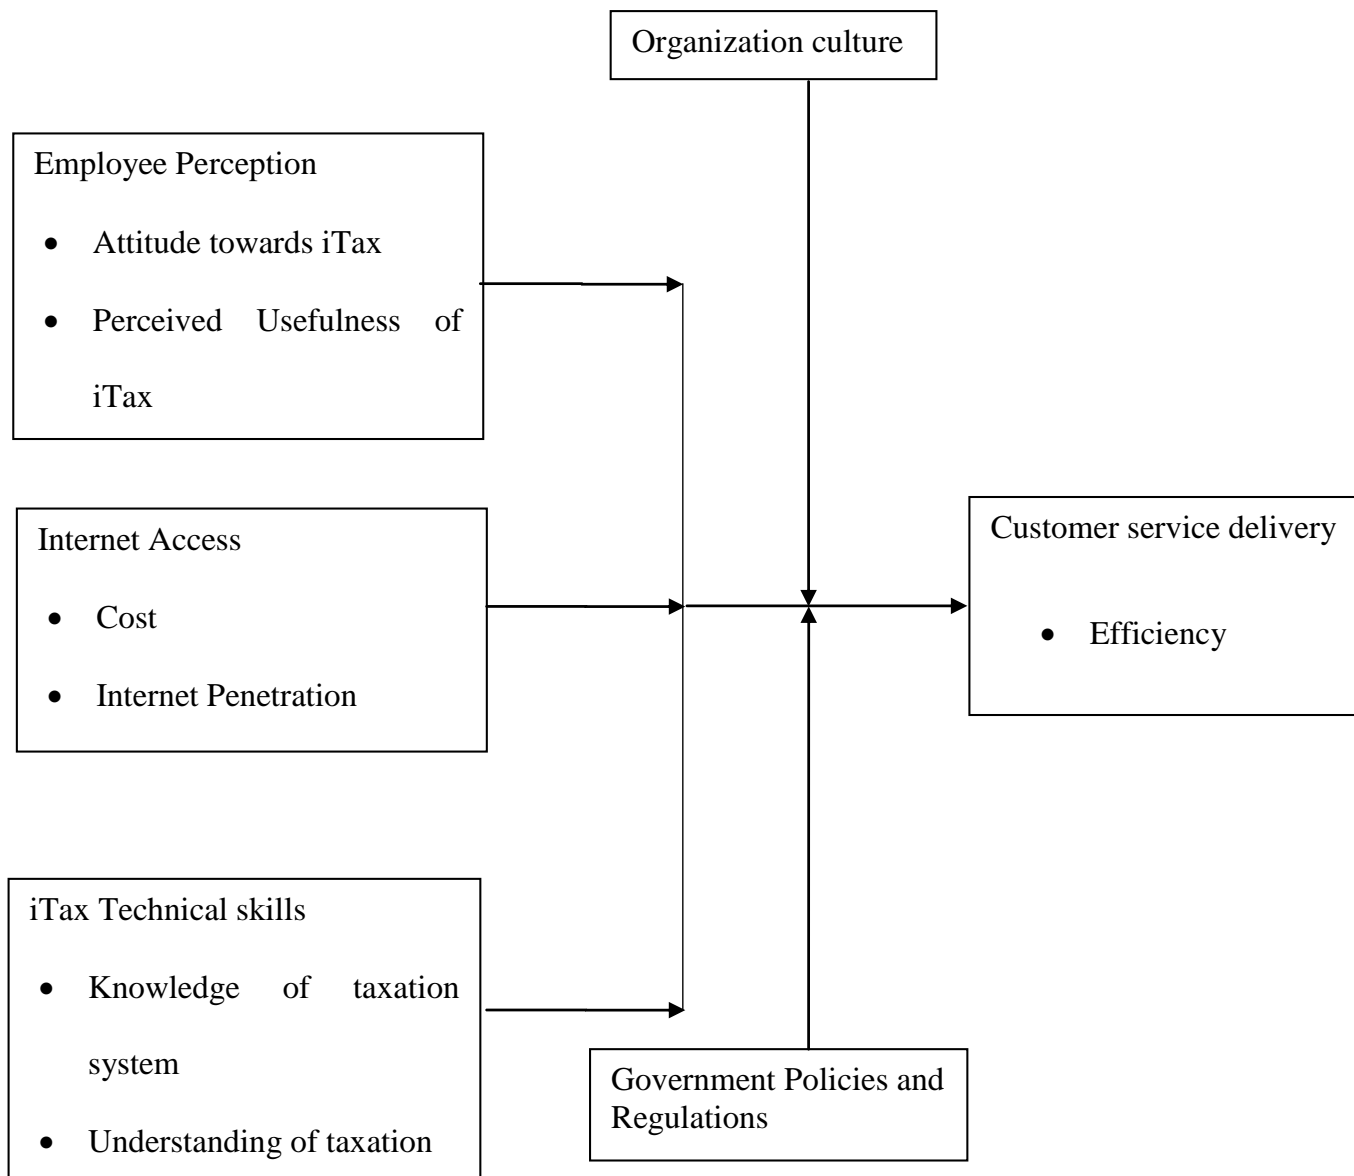 Organization culture
Employee Perception
• Attitude towards iTax
• Perceived Usefulness of
iTax
Internet Access
• Cost
• Internet Penetration
Customer service delivery
• Efficiency
iTax Technical skills
• Knowledge of taxation
system
• Understanding of taxation
Government Policies and
Regulations